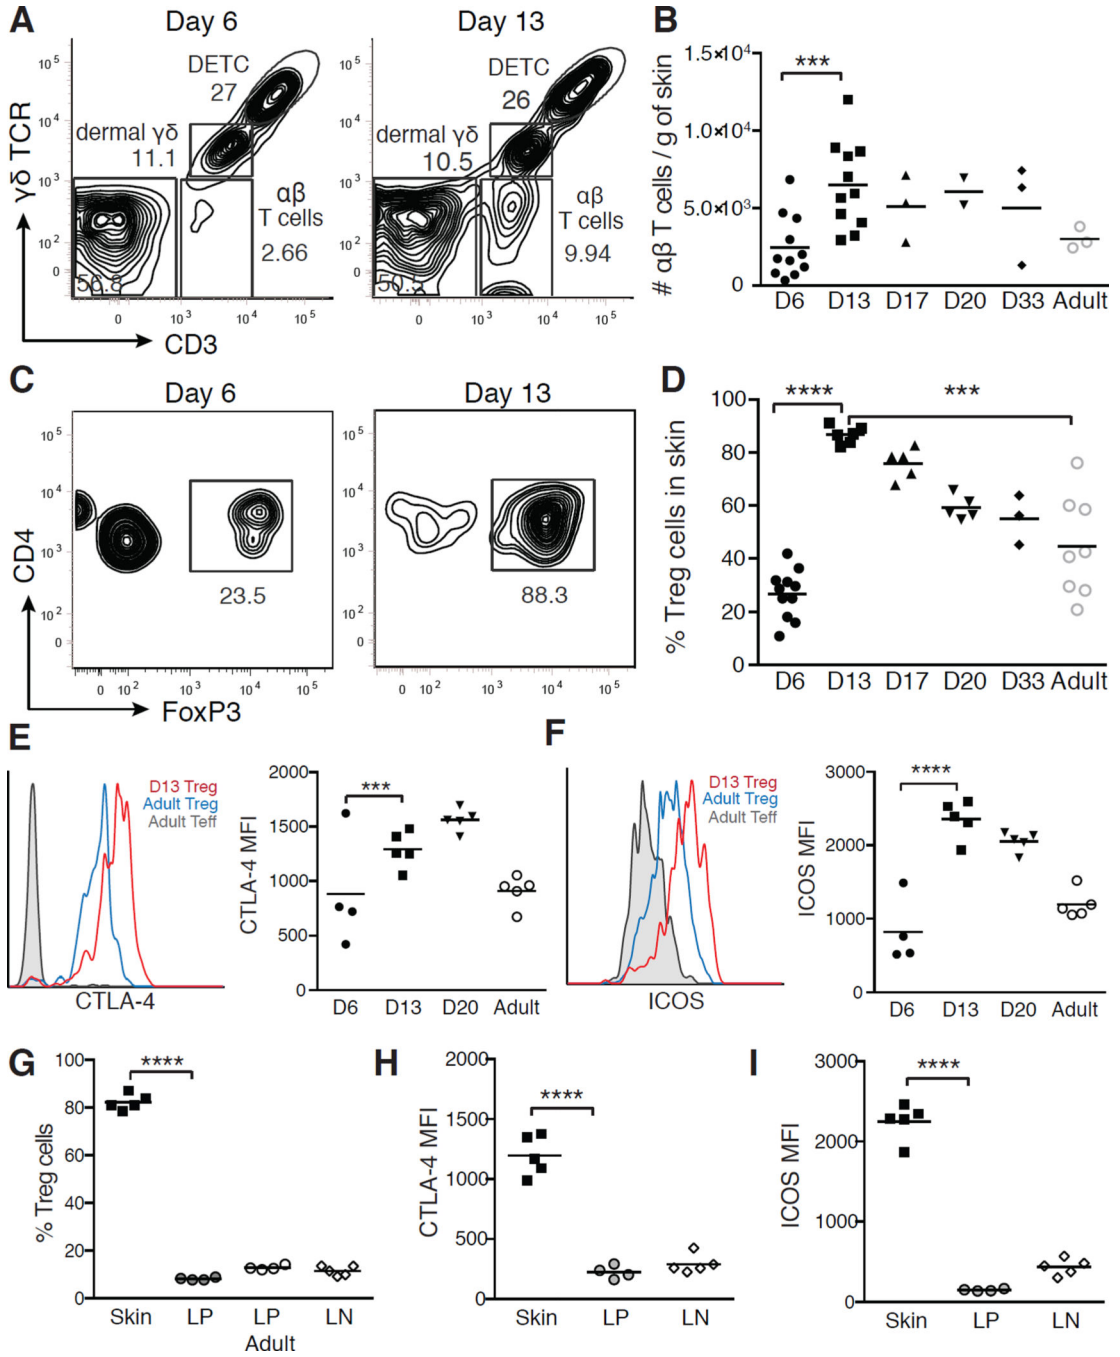 A
Day 6
Day 13
γδ TCR
10⁵
10⁴
10³
10²
0
DETC
27
dermal γδ
11.1
αβ
T cells
2.66
56.8
0
10³
10⁴
10⁵
CD3
10⁵
10⁴
10³
10²
0
DETC
26
dermal γδ
10.5
αβ
T cells
9.94
50.5
0
10³
10⁴
10⁵
B
# αβ T cells / g of skin
1.5×10⁴
1.0×10⁴
5.0×10³
0
***
D6 D13 D17 D20 D33 Adult
C
Day 6
Day 13
CD4
10⁵
10⁴
10³
10²
0
23.5
0 10² 10³ 10⁴ 10⁵
FoxP3
10⁵
10⁴
10³
10²
0
88.3
0 10² 10³ 10⁴ 10⁵
D
% Treg cells in skin
100
80
60
40
20
0
****
***
D6 D13 D17 D20 D33 Adult
E
D13 Treg
Adult Treg
Adult Teff
CTLA-4
CTLA-4 MFI
2000
1500
1000
500
0
***
D6 D13 D20 Adult
F
D13 Treg
Adult Treg
Adult Teff
ICOS
ICOS MFI
3000
2000
1000
0
****
D6 D13 D20 Adult
G
% Treg cells
100
80
60
40
20
0
****
Skin LP LP LN
Adult
H
CTLA-4 MFI
2000
1500
1000
500
0
****
Skin LP LN
I
ICOS MFI
3000
2000
1000
0
****
Skin LP LN